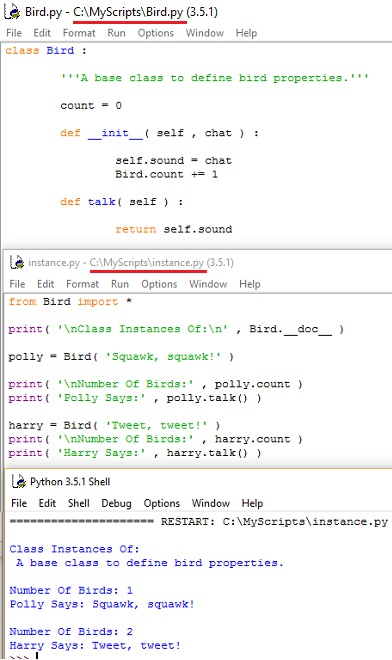 Bird.py - C:\MyScripts\Bird.py (3.5.1)
File Edit Format Run Options Window Help
class Bird :
'''A base class to define bird properties.'''
count = 0
def __init__( self , chat ) :
self.sound = chat
Bird.count += 1
def talk( self ) :
return self.sound
instance.py - C:\MyScripts\instance.py (3.5.1)
File Edit Format Run Options Window Help
from Bird import *
print( '\nClass Instances Of:\n' , Bird.__doc__ )
polly = Bird( 'Squawk, squawk!' )
print( '\nNumber Of Birds:' , polly.count )
print( 'Polly Says:' , polly.talk() )
harry = Bird( 'Tweet, tweet!' )
print( '\nNumber Of Birds:' , harry.count )
print( 'Harry Says:' , harry.talk() )
Python 3.5.1 Shell
File Edit Shell Debug Options Window Help
===================== RESTART: C:\MyScripts\instance.py
Class Instances Of:
A base class to define bird properties.
Number Of Birds: 1
Polly Says: Squawk, squawk!
Number Of Birds: 2
Harry Says: Tweet, tweet!
>>>